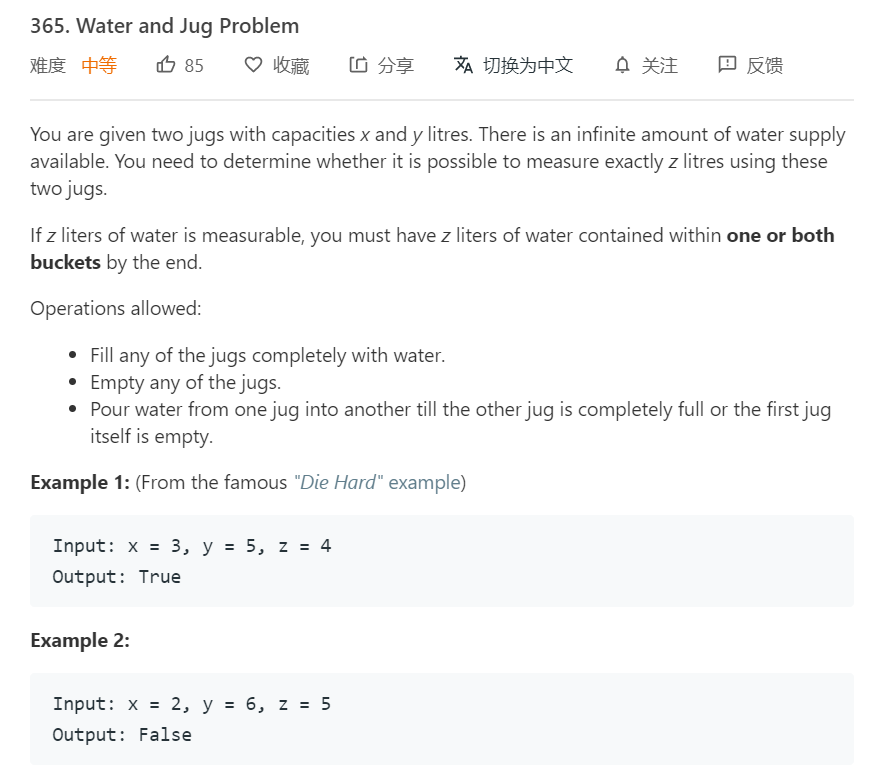 365. Water and Jug Problem
难度 中等 85 收藏 分享 切换为中文 关注 反馈
You are given two jugs with capacities x and y litres. There is an infinite amount of water supply
available. You need to determine whether it is possible to measure exactly z litres using these
two jugs.
If z liters of water is measurable, you must have z liters of water contained within one or both
buckets by the end.
Operations allowed:
• Fill any of the jugs completely with water.
• Empty any of the jugs.
• Pour water from one jug into another till the other jug is completely full or the first jug
itself is empty.
Example 1: (From the famous "Die Hard" example)
Input: x = 3, y = 5, z = 4
Output: True
Example 2:
Input: x = 2, y = 6, z = 5
Output: False